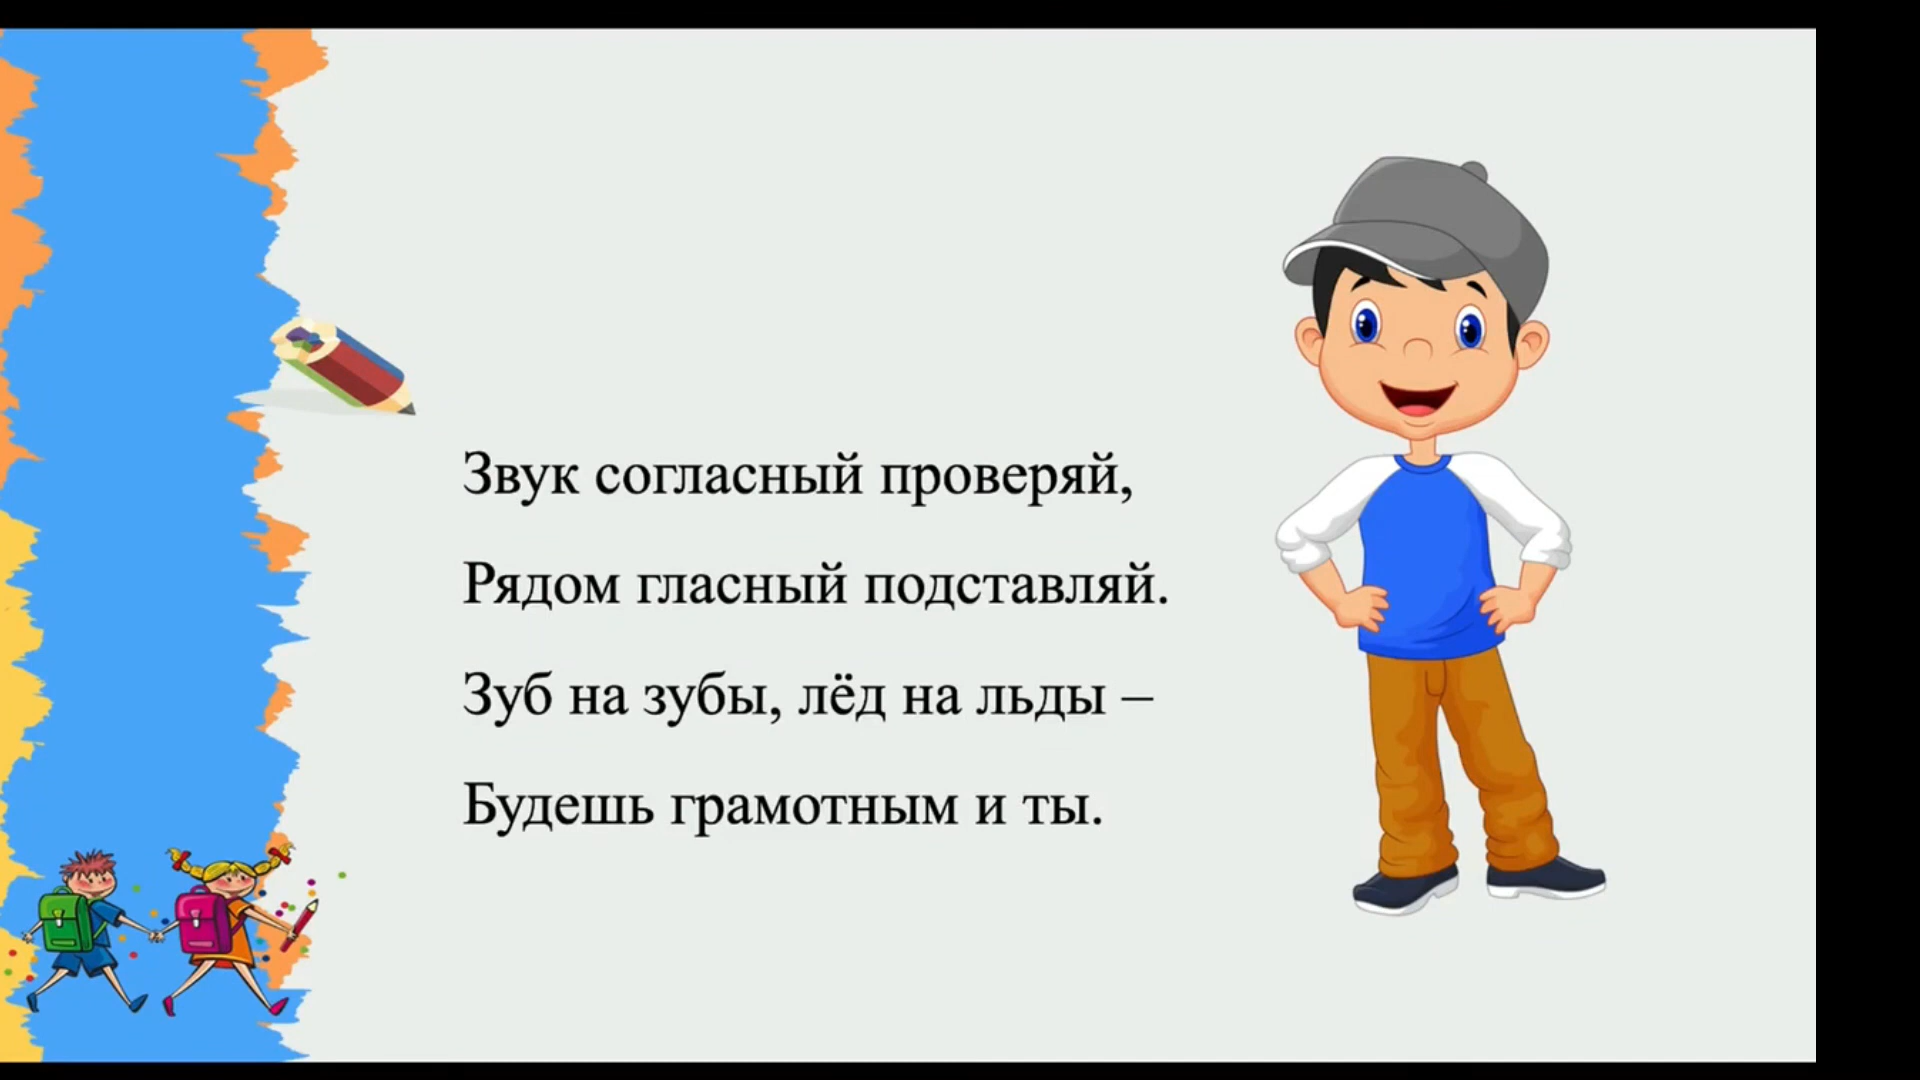 Звук согласный проверяй,
Рядом гласный подставляй.
Зуб на зубы, лёд на льды –
Будешь грамотным и ты.